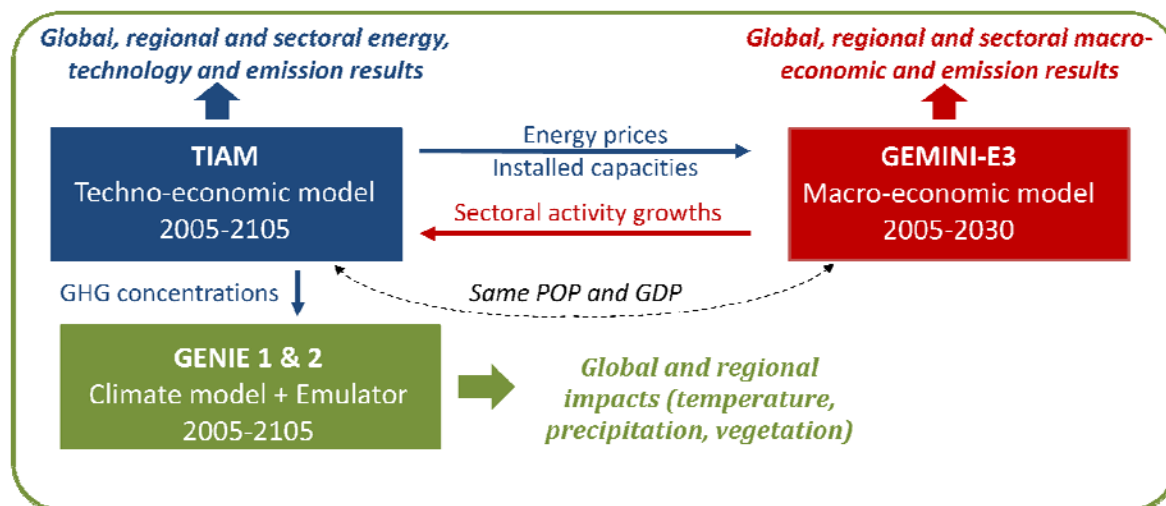 Global, regional and sectoral energy,
technology and emission results
Global, regional and sectoral macro-
economic and emission results
TIAM
Techno-economic model
2005-2105
Energy prices
Installed capacities
Sectoral activity growths
GEMINI-E3
Macro-economic model
2005-2030
GHG concentrations
Same POP and GDP
GENIE 1 & 2
Climate model + Emulator
2005-2105
Global and regional
impacts (temperature,
precipitation, vegetation)